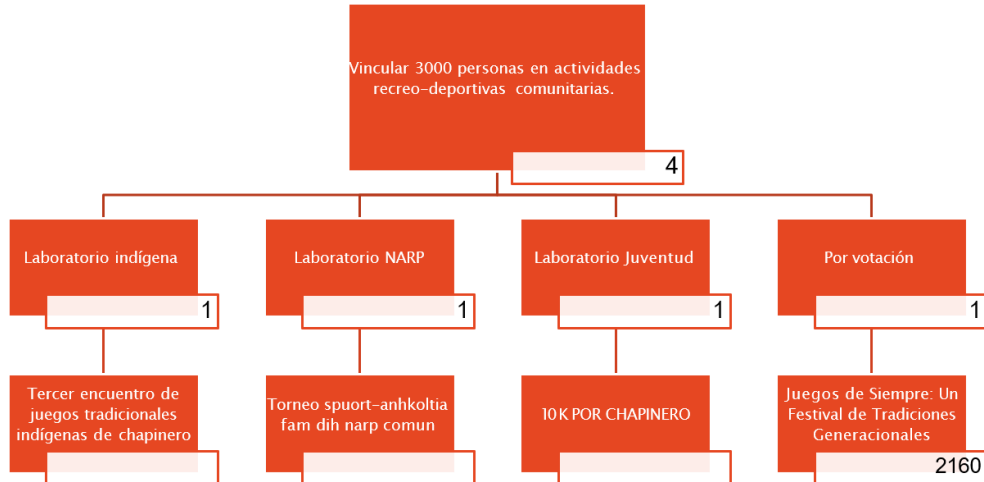 Vincular 3000 personas en actividades
recreo-deportivas comunitarias.
4
Laboratorio indígena
1
Laboratorio NARP
1
Laboratorio Juventud
1
Por votación
1
Tercer encuentro de
juegos tradicionales
indígenas de chapinero
Torneo spuort-anhkoltia
fam dih narp comun
10K POR CHAPINERO
Juegos de Siempre: Un
Festival de Tradiciones
Generacionales
2160